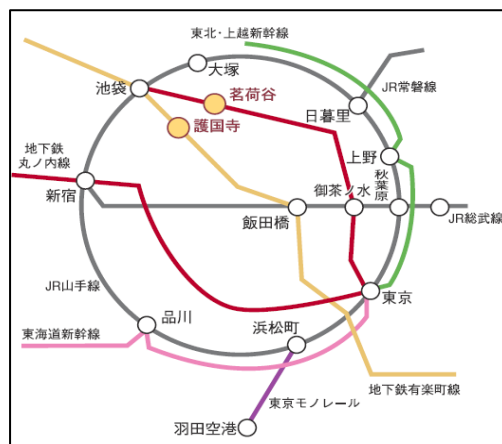 東北・上越新幹線
大塚
池袋
茗荷谷
JR常磐線
日暮里
護国寺
地下鉄
丸ノ内線
上野
秋葉原
御茶ノ水
新宿
飯田橋
JR総武線
JR山手線
東京
品川
浜松町
東海道新幹線
地下鉄有楽町線
東京モノレール
羽田空港